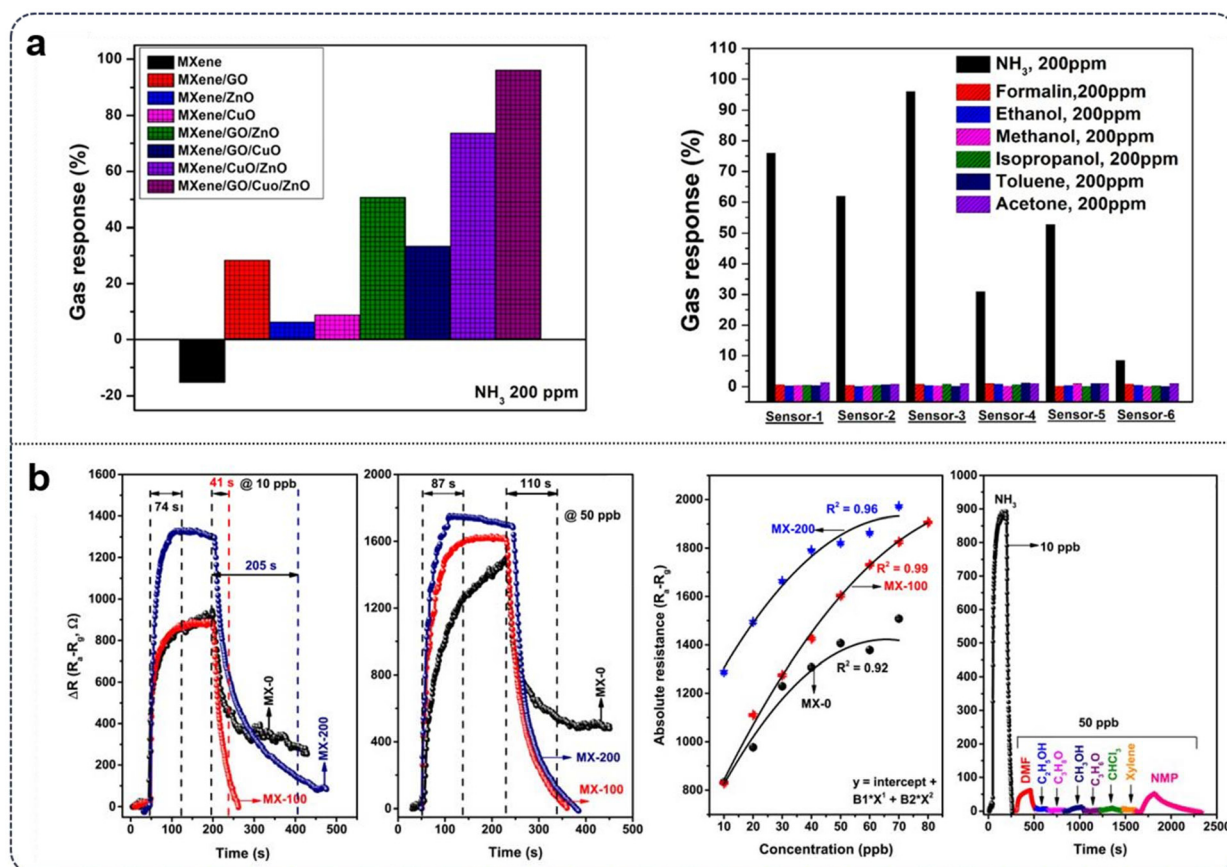 a
Gas response (%)
100
80
60
40
20
0
-20
MXene
MXene/GO
MXene/ZnO
MXene/CuO
MXene/GO/ZnO
MXene/GO/CuO
MXene/CuO/ZnO
MXene/GO/Cuo/ZnO
NH₃ 200 ppm
Gas response (%)
110
100
90
80
70
60
50
40
30
20
10
0
NH₃, 200ppm
Formalin,200ppm
Ethanol, 200ppm
Methanol, 200ppm
Isopropanol, 200ppm
Toluene, 200ppm
Acetone, 200ppm
Sensor-1 Sensor-2 Sensor-3 Sensor-4 Sensor-5 Sensor-6
b
ΔR (Rₐ-R_g, Ω)
1600
1400
1200
1000
800
600
400
200
0
74 s
41 s
@ 10 ppb
205 s
MX-0
MX-200
MX-100
0 100 200 300 400 500
Time (s)
2000
1600
1200
800
400
0
87 s
110 s
@ 50 ppb
MX-0
MX-200
MX-100
0 100 200 300 400 500
Time (s)
Absolute resistance (Rₐ-R_g)
2000
1800
1600
1400
1200
1000
800
R² = 0.96
MX-200
R² = 0.99
MX-100
R² = 0.92
MX-0
y = intercept +
B1*X¹ + B2*X²
10 20 30 40 50 60 70 80
Concentration (ppb)
900
800
700
600
500
400
300
200
100
50
0
NH₃
10 ppb
50 ppb
DMF
C₂H₅OH
C₃H₈O
CH₃OH
C₃H₆O
CHCl₃
Xylene
NMP
0 500 1000 1500 2000 2500
Time (s)